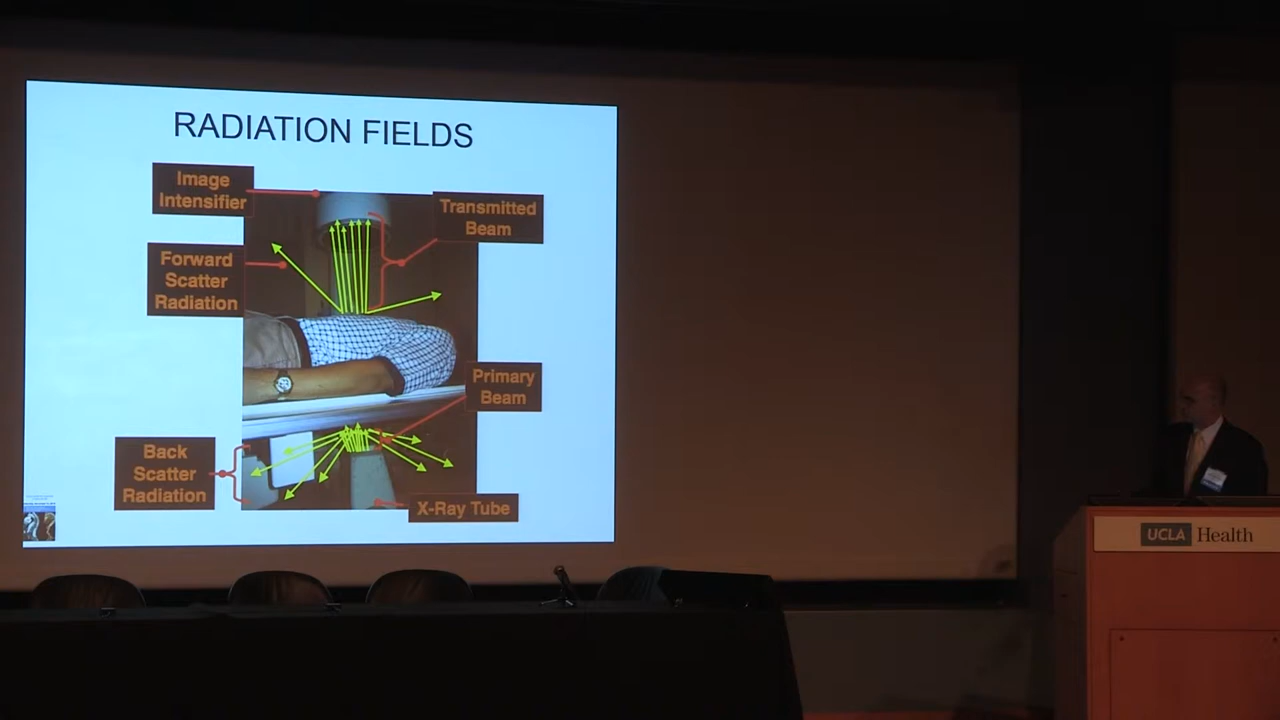 RADIATION FIELDS
Image
Intensifier
Transmitted
Beam
Forward
Scatter
Radiation
Primary
Beam
Back
Scatter
Radiation
X-Ray Tube
UCLA Health